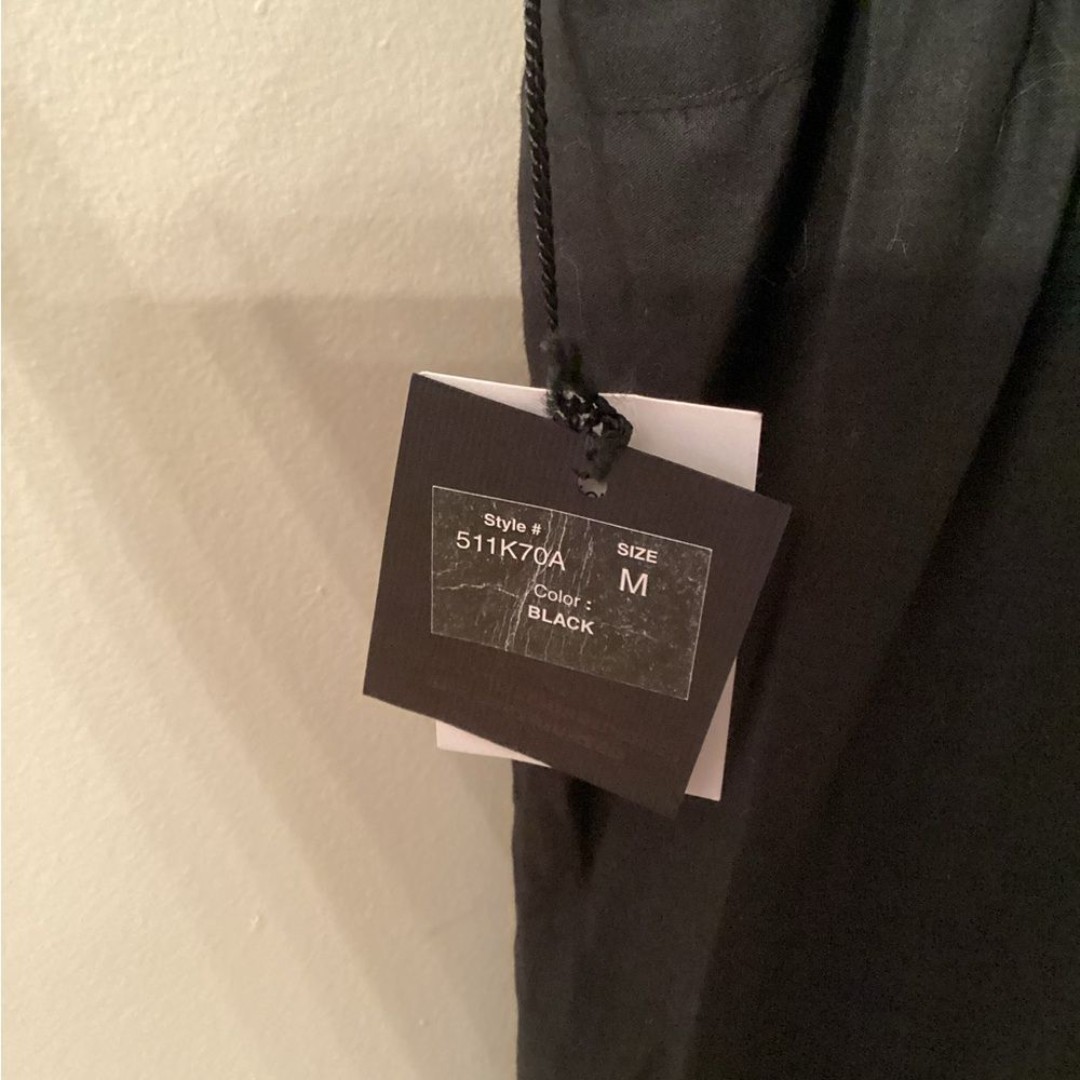 Style #
511K70A
SIZE
M
Color :
BLACK